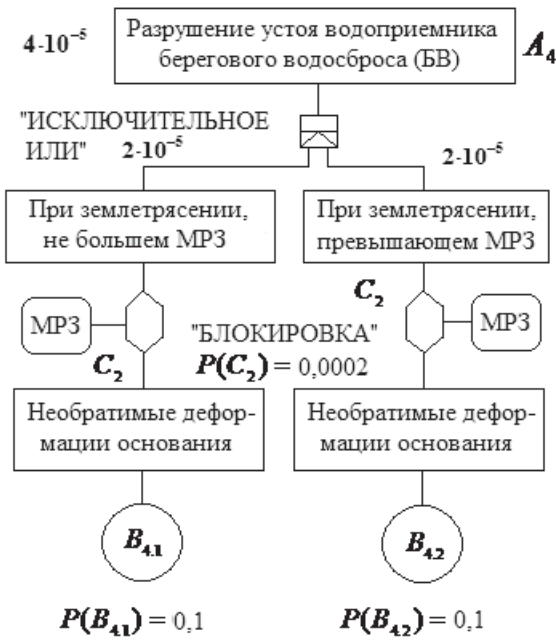 4·10⁻⁵
Разрушение устоя водоприемника
берегового водосброса (БВ)
A₄
"ИСКЛЮЧИТЕЛЬНОЕ
ИЛИ"
2·10⁻⁵
2·10⁻⁵
При землетрясении,
не большем МРЗ
При землетрясении,
превышающем МРЗ
МРЗ
C₂
"БЛОКИРОВКА"
P(C₂) = 0,0002
C₂
МРЗ
Необратимые дефор-
мации основания
Необратимые дефор-
мации основания
B₄.₁
B₄.₂
P(B₄.₁) = 0,1
P(B₄.₂) = 0,1